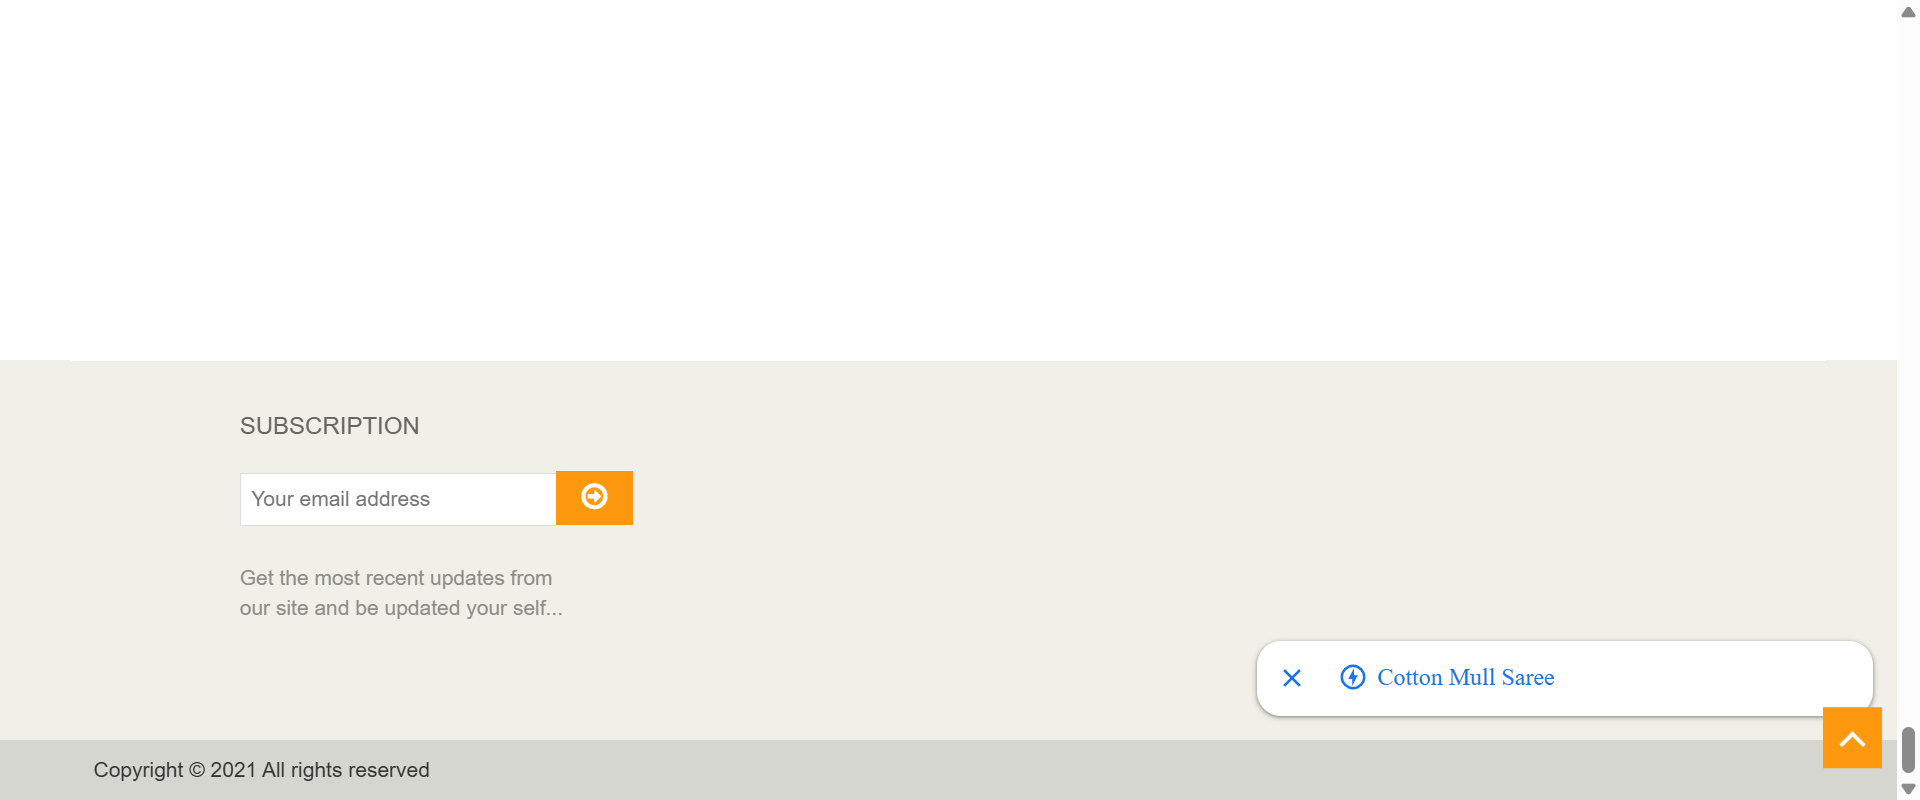 SUBSCRIPTION
Your email address
Get the most recent updates from
our site and be updated your self...
Cotton Mull Saree
Copyright © 2021 All rights reserved